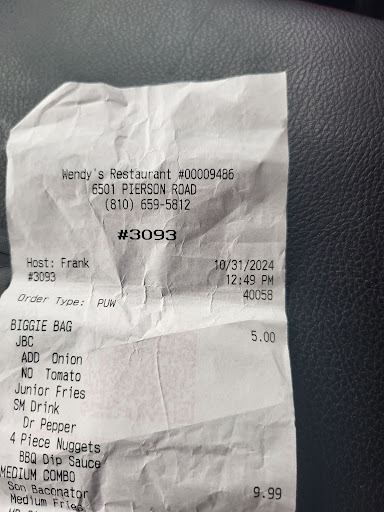 Wendy's Restaurant #00009486
6501 PIERSON ROAD
(810) 659-5812
#3093
Host: Frank 10/31/2024
#3093 12:49 PM
40058
Order Type: PUW
BIGGIE BAG 5.00
JBC
ADD Onion
NO Tomato
Junior Fries
SM Drink
Dr Pepper
4 Piece Nuggets
BBQ Dip Sauce
MEDIUM COMBO 9.99
Son Baconator
Medium Fries